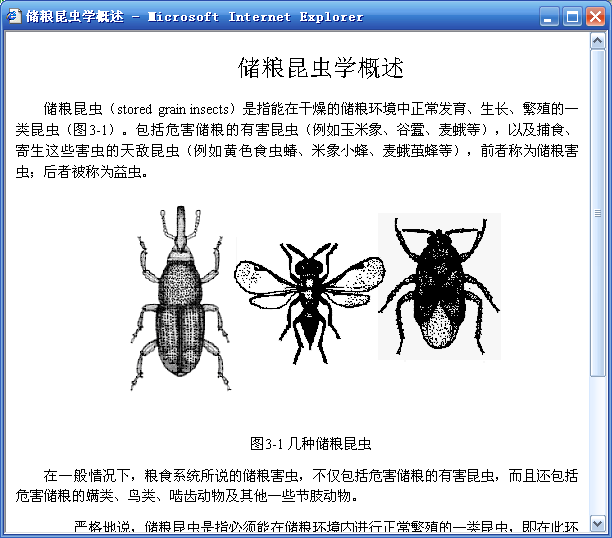 储粮昆虫学概述 - Microsoft Internet Explorer
储粮昆虫学概述
储粮昆虫（stored grain insects）是指能在干燥的储粮环境中正常发育、生长、繁殖的一
类昆虫（图3-1）。包括危害储粮的有害昆虫（例如玉米象、谷蠹、麦蛾等），以及捕食、
寄生这些害虫的天敌昆虫（例如黄色食虫蝽、米象小蜂、麦蛾茧蜂等），前者称为储粮害
虫；后者被称为益虫。
图3-1 几种储粮昆虫
在一般情况下，粮食系统所说的储粮害虫，不仅包括危害储粮的有害昆虫，而且还包括
危害储粮的螨类、鸟类、啮齿动物及其他一些节肢动物。
严格地说，储粮昆虫是指必须能在储粮环境内进行正常繁殖的一类昆虫，即在此环